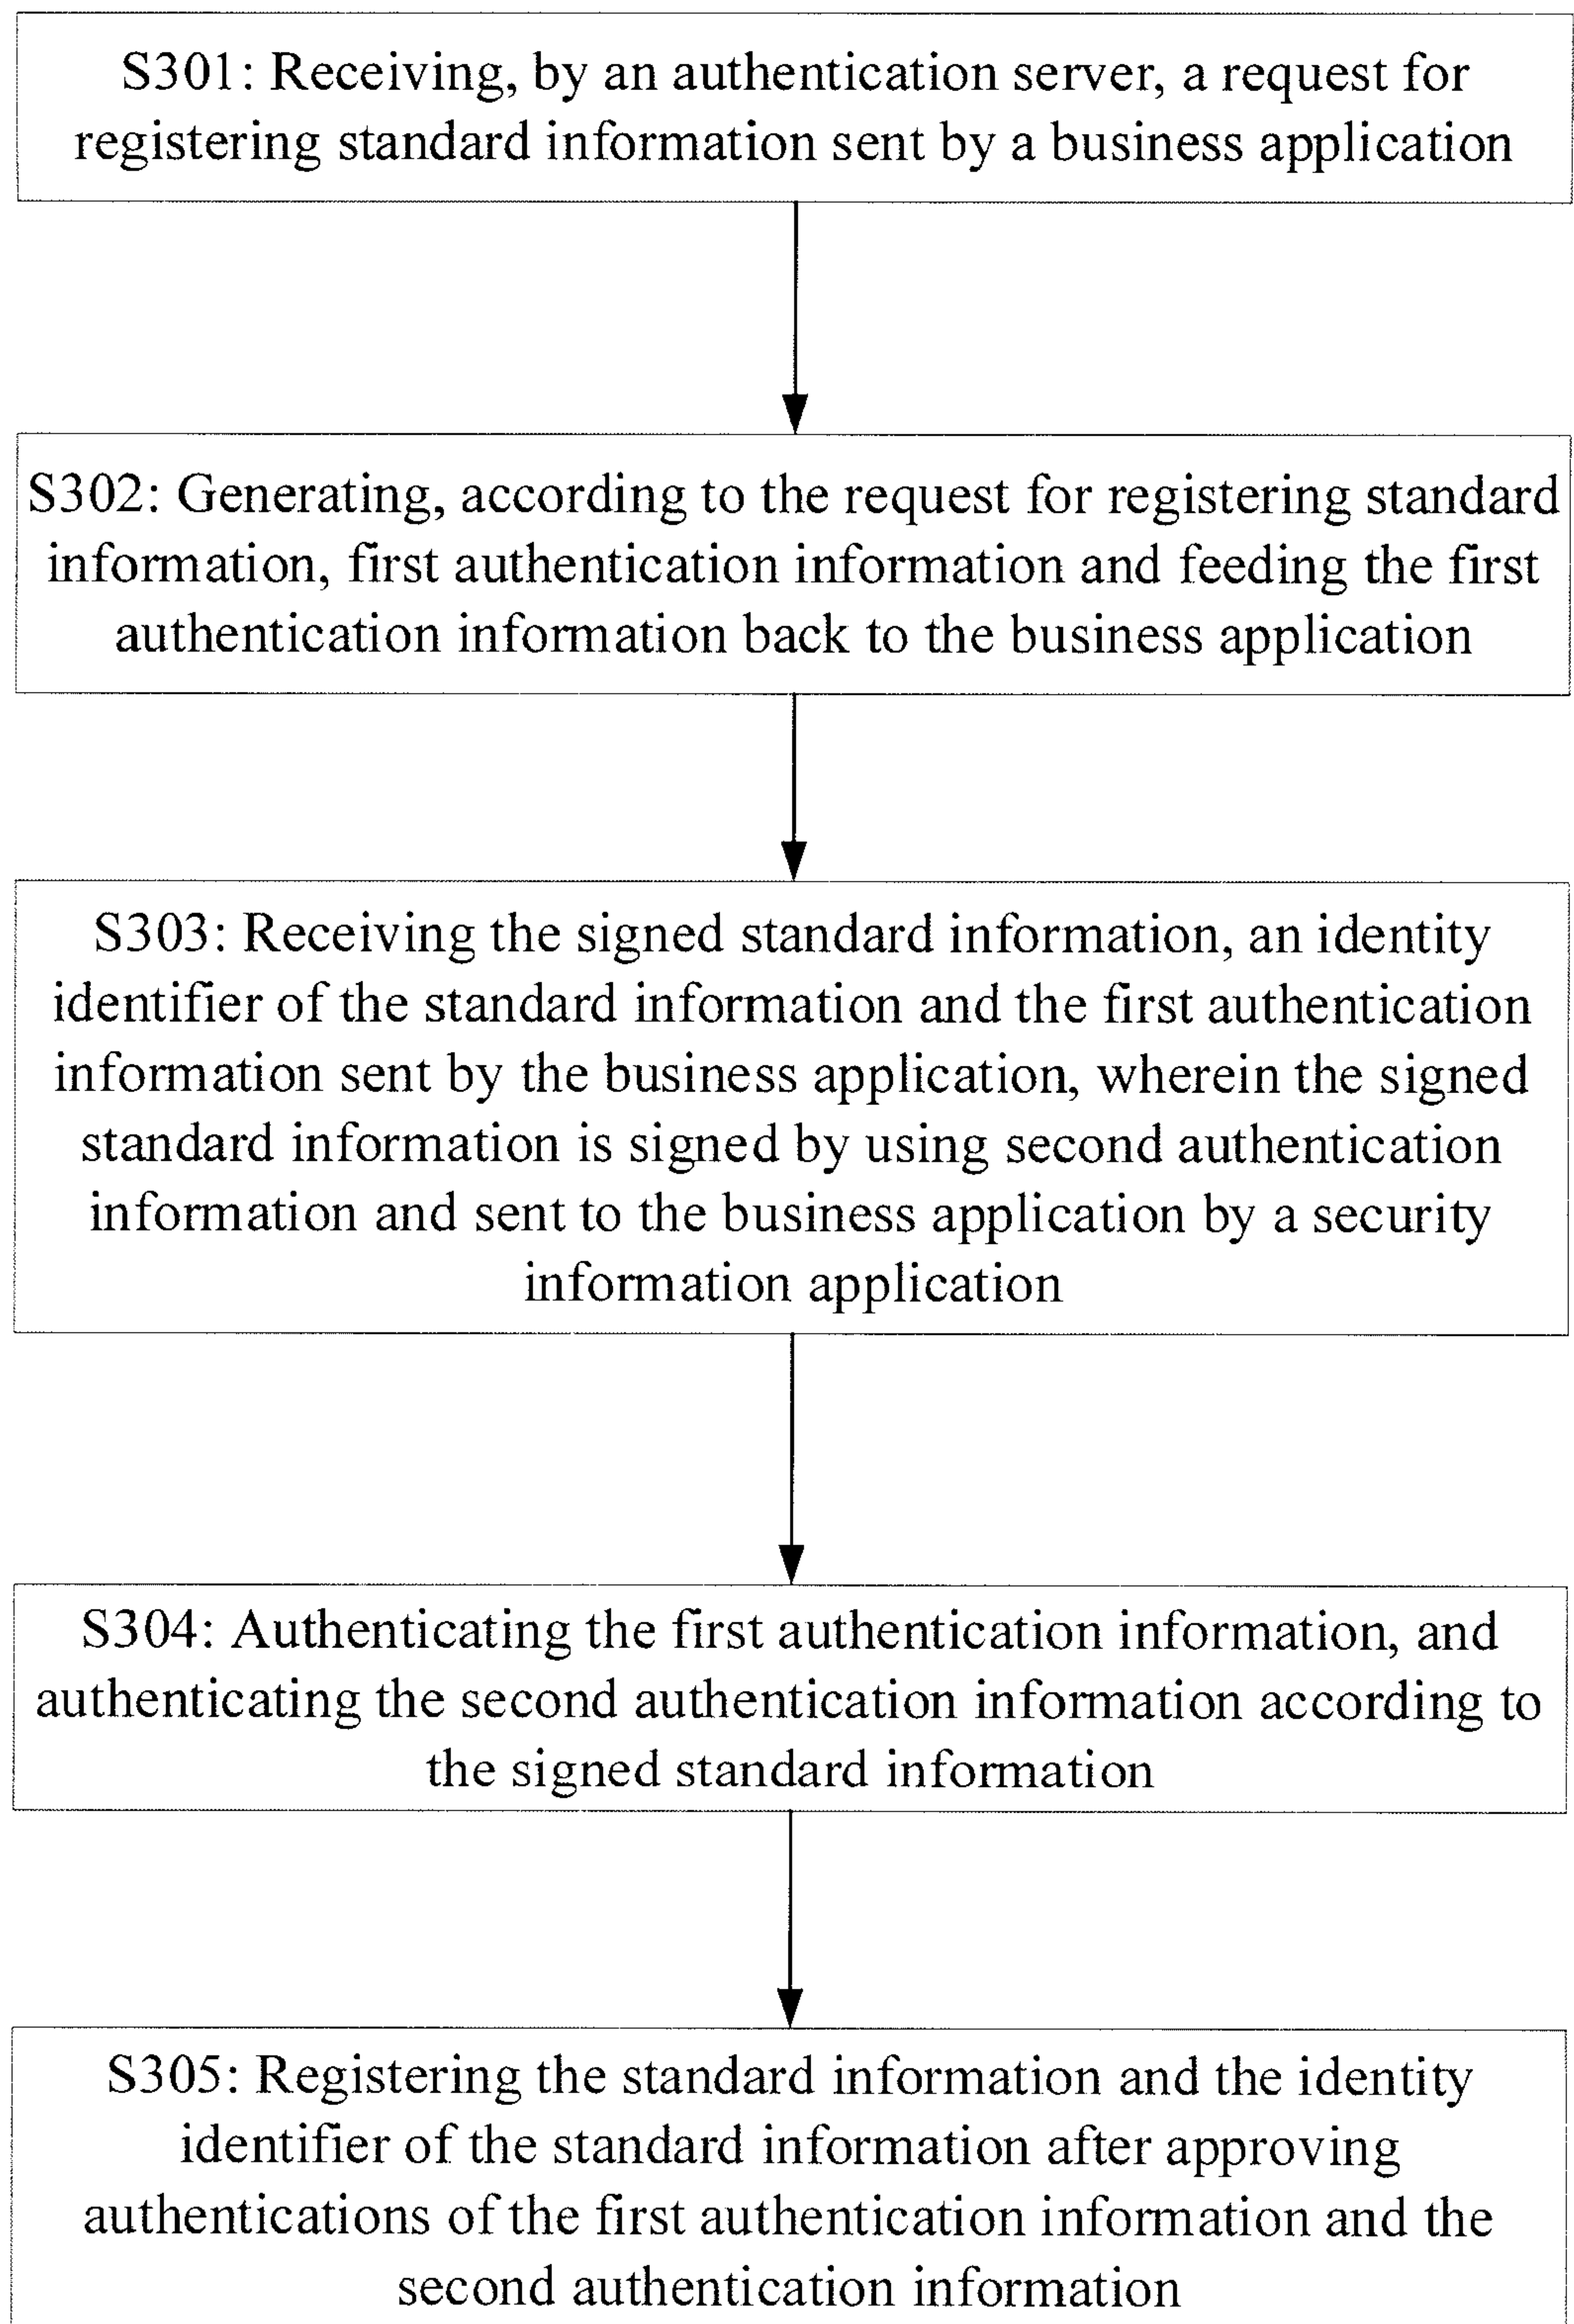 S301: Receiving, by an authentication server, a request for
registering standard information sent by a business application
S302: Generating, according to the request for registering standard
information, first authentication information and feeding the first
authentication information back to the business application
S303: Receiving the signed standard information, an identity
identifier of the standard information and the first authentication
information sent by the business application, wherein the signed
standard information is signed by using second authentication
information and sent to the business application by a security
information application
S304: Authenticating the first authentication information, and
authenticating the second authentication information according to
the signed standard information
S305: Registering the standard information and the identity
identifier of the standard information after approving
authentications of the first authentication information and the
second authentication information